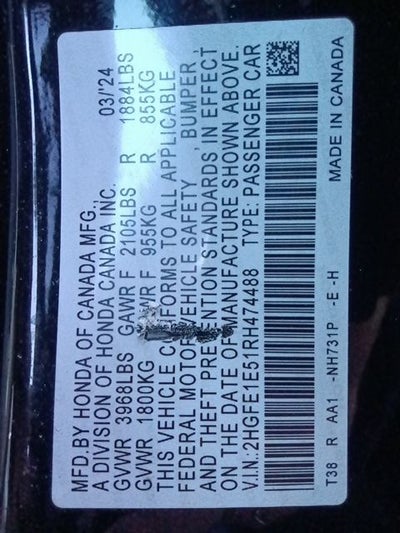 MFD.BY HONDA OF CANADA MFG., 03/'24
A DIVISION OF HONDA CANADA INC.
GVWR 3968LBS GAWR F 2105LBS R 1884LBS
GVWR 1800KG F 955KG R 855KG
THIS VEHICLE TO ALL APPLICABLE
FEDERAL MOTOR VEHICLE SAFETY, BUMPER,
AND THEFT PREVENTION STANDARDS IN EFFECT
ON THE DATE OF MANUFACTURE SHOWN ABOVE.
V.I.N.:2HGFE1E51RH474488 TYPE: PASSENGER CAR
T38 R AA1 -NH731P -E -H MADE IN CANADA